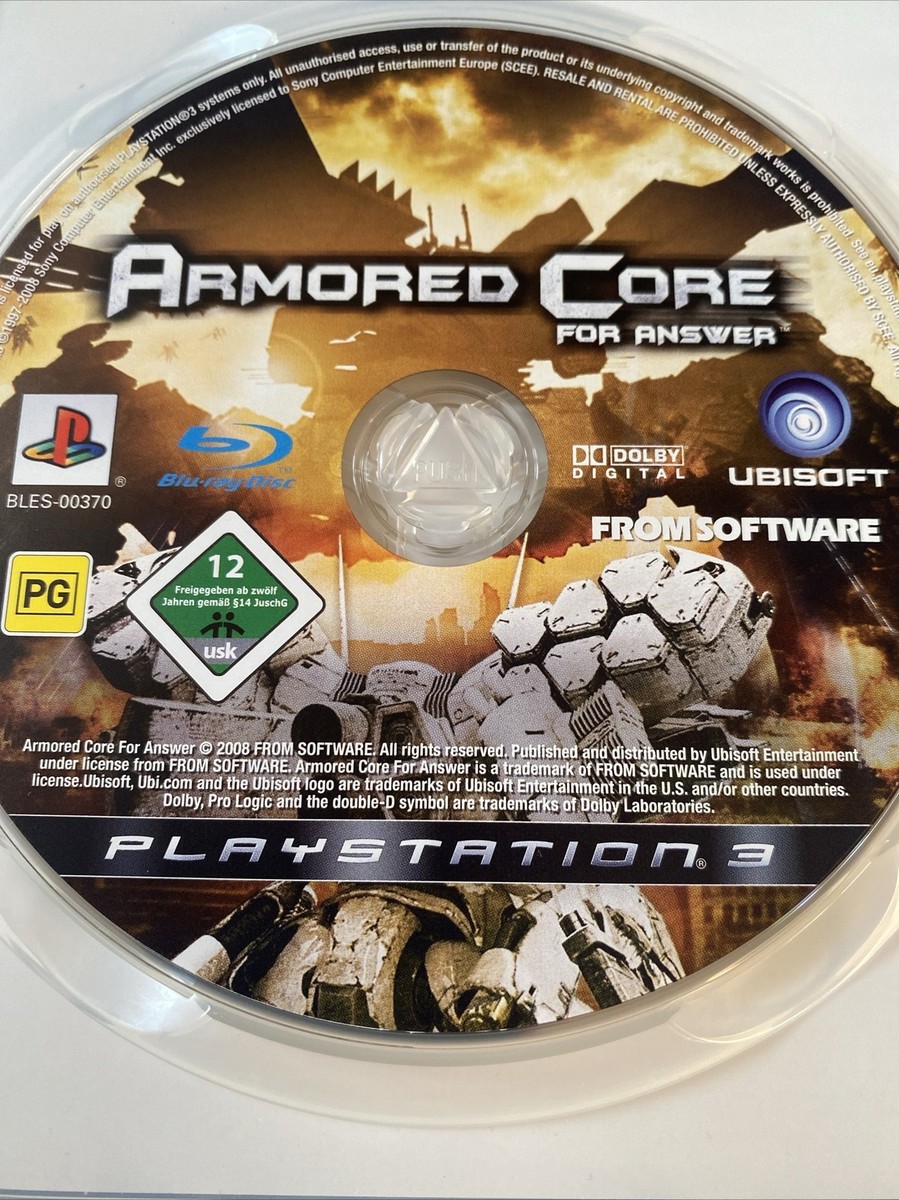 is licensed for play on authorised PLAYSTATION®3 systems only. All unauthorised access, use or transfer of the product or its underlying copyright and trademark works is prohibited. See eu.playstation
©1997-2008 Sony Computer Entertainment Inc. exclusively licensed to Sony Computer Entertainment Europe (SCEE). RESALE AND RENTAL ARE PROHIBITED UNLESS EXPRESSLY AUTHORISED BY SCEE. All
ARMORED CORE
FOR ANSWER™
®
BLES-00370
Blu-ray Disc™
PUSH
DOLBY
DIGITAL
UBISOFT
FROM SOFTWARE
PG
12
Freigegeben ab zwölf
Jahren gemäß §14 JuschG
usk
Armored Core For Answer © 2008 FROM SOFTWARE. All rights reserved. Published and distributed by Ubisoft Entertainment
under license from FROM SOFTWARE. Armored Core For Answer is a trademark of FROM SOFTWARE and is used under
license.Ubisoft, Ubi.com and the Ubisoft logo are trademarks of Ubisoft Entertainment in the U.S. and/or other countries.
Dolby, Pro Logic and the double-D symbol are trademarks of Dolby Laboratories.
PLAYSTATION®3